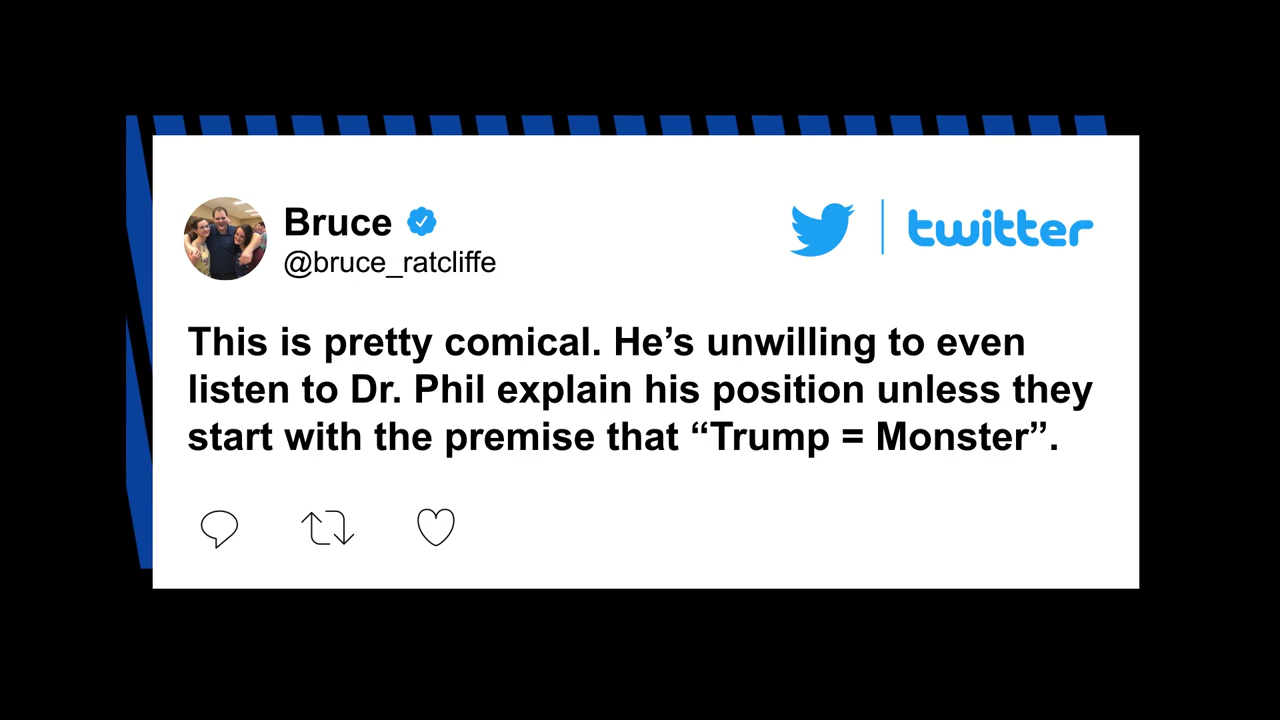 Bruce
@bruce_ratcliffe
twitter
This is pretty comical. He’s unwilling to even
listen to Dr. Phil explain his position unless they
start with the premise that “Trump = Monster”.